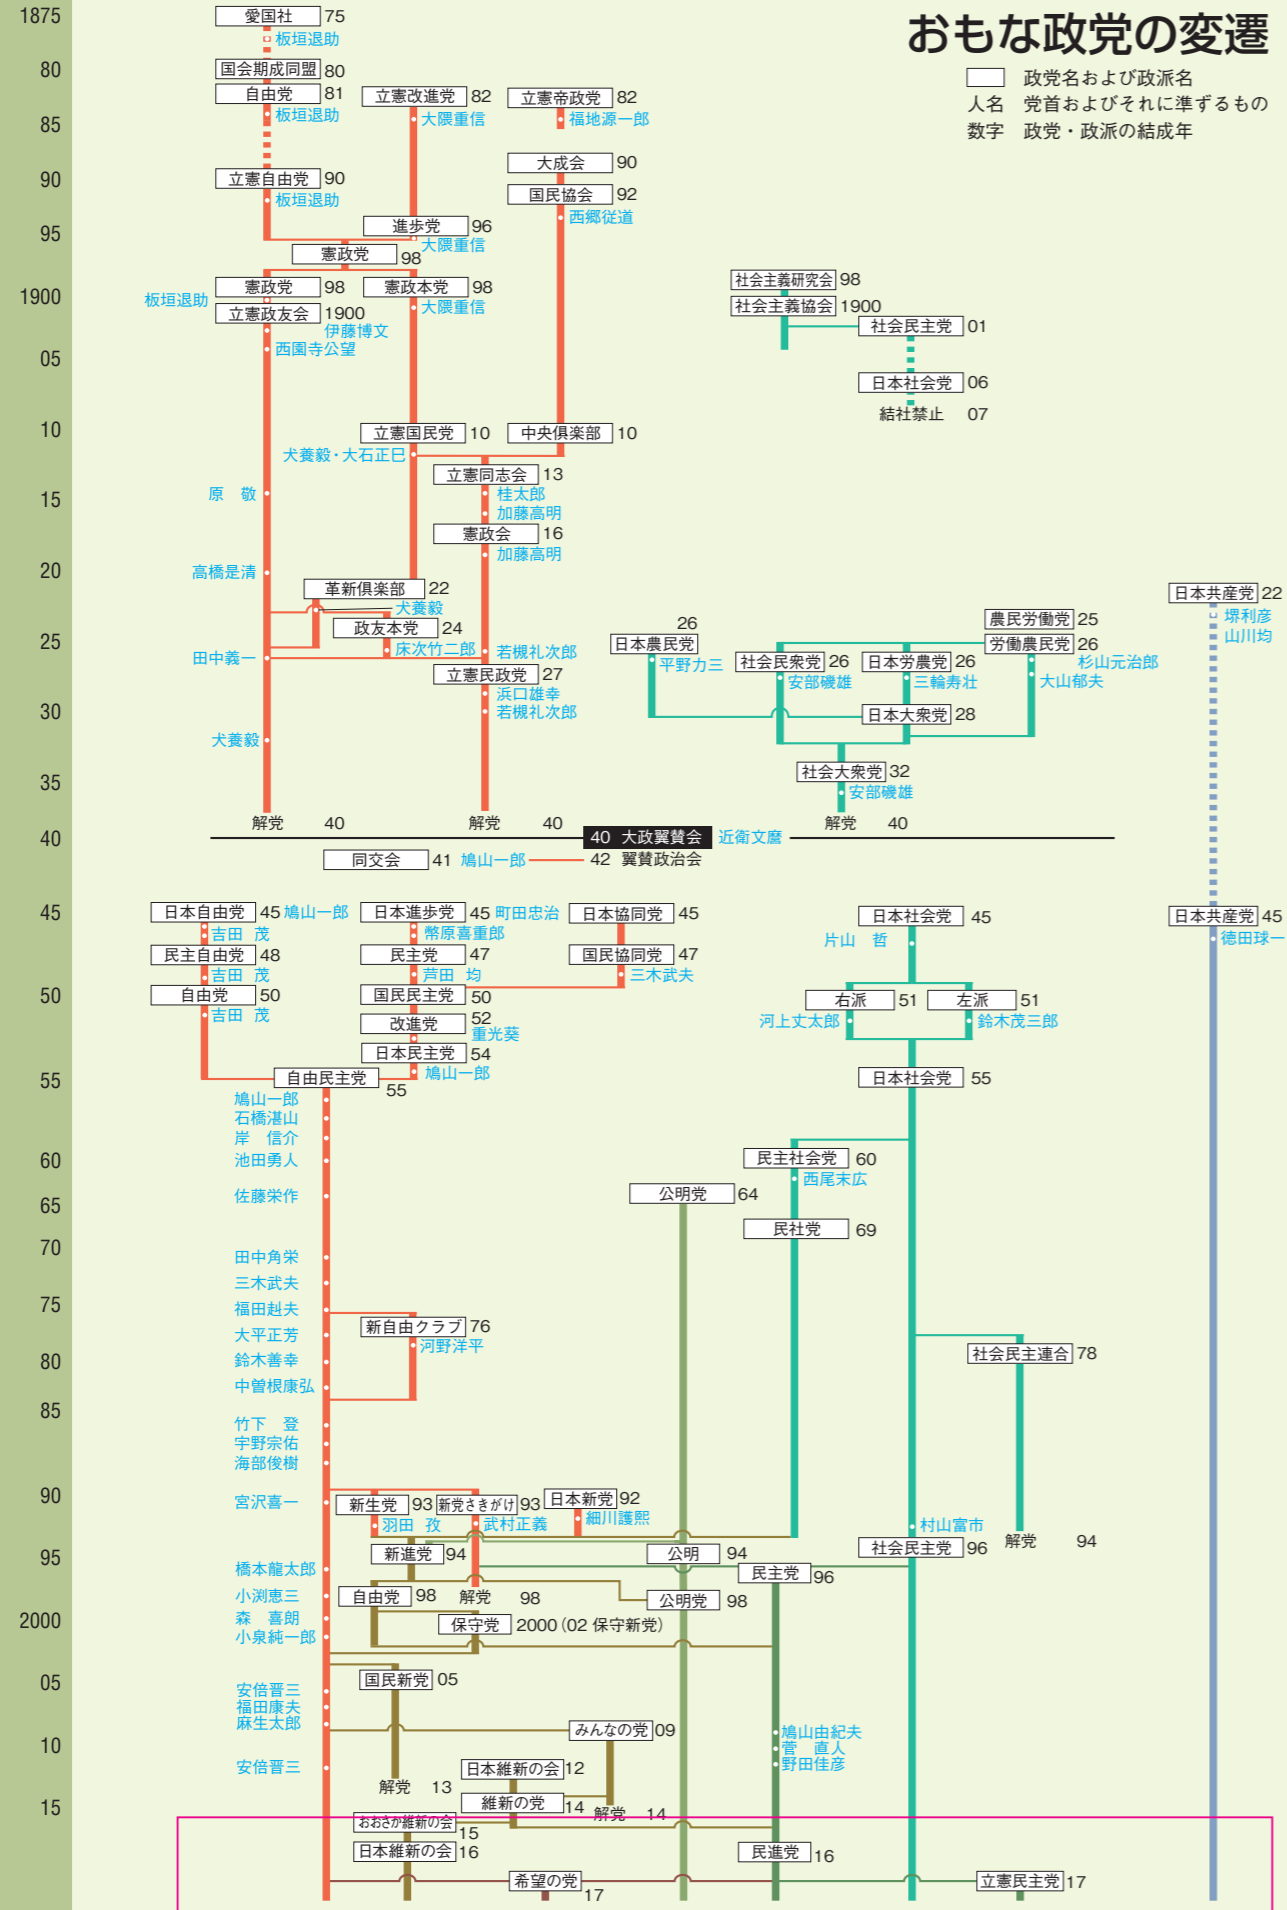 おもな政党の変遷
政党名および政派名
人名 党首およびそれに準ずるもの
数字 政党・政派の結成年
1875
愛国社 75
板垣退助
80
国会期成同盟 80
自由党 81
立憲改進党 82
立憲帝政党 82
板垣退助
大隈重信
福地源一郎
85
大成会 90
90
立憲自由党 90
国民協会 92
板垣退助
西郷従道
進歩党 96
95
大隈重信
憲政党 98
憲政党 98
憲政本党 98
社会主義研究会 98
1900
板垣退助
大隈重信
社会主義協会 1900
立憲政友会 1900
伊藤博文
社会民主党 01
西園寺公望
05
日本社会党 06
結社禁止 07
10
立憲国民党 10
中央倶楽部 10
犬養毅・大石正巳
立憲同志会 13
15
原 敬
桂太郎
加藤高明
憲政会 16
加藤高明
20
高橋是清
革新倶楽部 22
日本共産党 22
犬養毅
堺利彦
山川均
政友本党 24
農民労働党 25
25
床次竹二郎
若槻礼次郎
26
日本農民党
労働農民党 26
田中義一
平野力三
社会民衆党 26
日本労農党 26
杉山元治郎
立憲民政党 27
安部磯雄
三輪寿壮
大山郁夫
浜口雄幸
30
若槻礼次郎
日本大衆党 28
犬養毅
35
社会大衆党 32
安部磯雄
解党 40
解党 40
解党 40
40
40 大政翼賛会 近衛文麿
同交会 41 鳩山一郎
42 翼賛政治会
45
日本自由党 45 鳩山一郎
日本進歩党 45 町田忠治
日本協同党 45
日本社会党 45
日本共産党 45
吉田 茂
幣原喜重郎
片山 哲
徳田球一
民主自由党 48
民主党 47
国民協同党 47
吉田 茂
芦田 均
三木武夫
50
自由党 50
国民民主党 50
右派 51
左派 51
吉田 茂
改進党 52
重光葵
河上丈太郎
鈴木茂三郎
日本民主党 54
鳩山一郎
55
自由民主党 55
日本社会党 55
鳩山一郎
石橋湛山
岸 信介
60
池田勇人
民主社会党 60
西尾末広
65
佐藤栄作
公明党 64
民社党 69
70
田中角栄
三木武夫
75
福田赳夫
新自由クラブ 76
大平正芳
河野洋平
80
鈴木善幸
社会民主連合 78
中曽根康弘
85
竹下 登
宇野宗佑
海部俊樹
90
宮沢喜一
新生党 93
新党さきがけ 93
日本新党 92
羽田 孜
武村正義
細川護熙
村山富市
解党 94
95
新進党 94
公明 94
社会民主党 96
橋本龍太郎
民主党 96
小渕恵三
自由党 98
解党 98
公明党 98
2000
森 喜朗
保守党 2000(02 保守新党)
小泉純一郎
05
国民新党 05
安倍晋三
福田康夫
麻生太郎
みんなの党 09
鳩山由紀夫
10
菅 直人
安倍晋三
日本維新の会 12
野田佳彦
解党 13
15
維新の党 14
解党 14
おおさか維新の会 15
日本維新の会 16
民進党 16
希望の党 17
立憲民主党 17